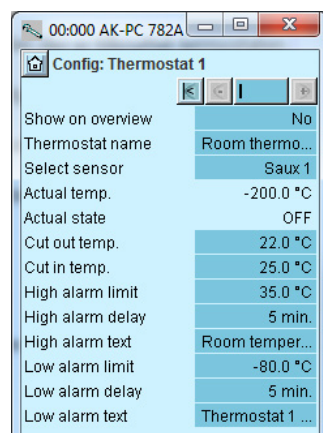 00:000 AK-PC 782A
Config: Thermostat 1
Show on overview No
Thermostat name Room thermo...
Select sensor Saux 1
Actual temp. -200.0 °C
Actual state OFF
Cut out temp. 22.0 °C
Cut in temp. 25.0 °C
High alarm limit 35.0 °C
High alarm delay 5 min.
High alarm text Room temper...
Low alarm limit -80.0 °C
Low alarm delay 5 min.
Low alarm text Thermostat 1 ...